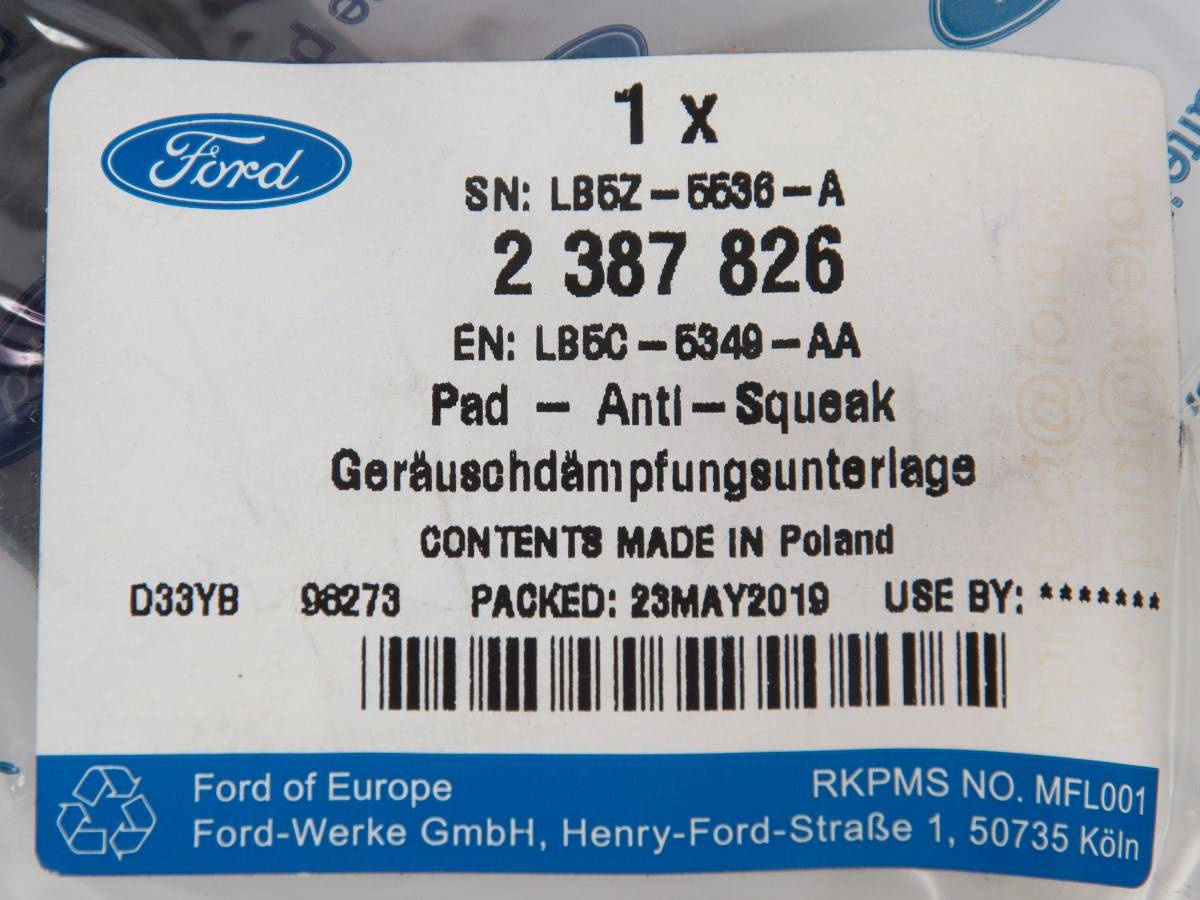 Ford
1 x
SN: LB5Z-5536-A
2 387 826
EN: LB5C-5349-AA
Pad - Anti-Squeak
Geräuschdämpfungsunterlage
CONTENTS MADE IN Poland
D33YB 98273 PACKED: 23MAY2019 USE BY: *******
Ford of Europe
RKPMS NO. MFL001
Ford-Werke GmbH, Henry-Ford-Straße 1, 50735 Köln